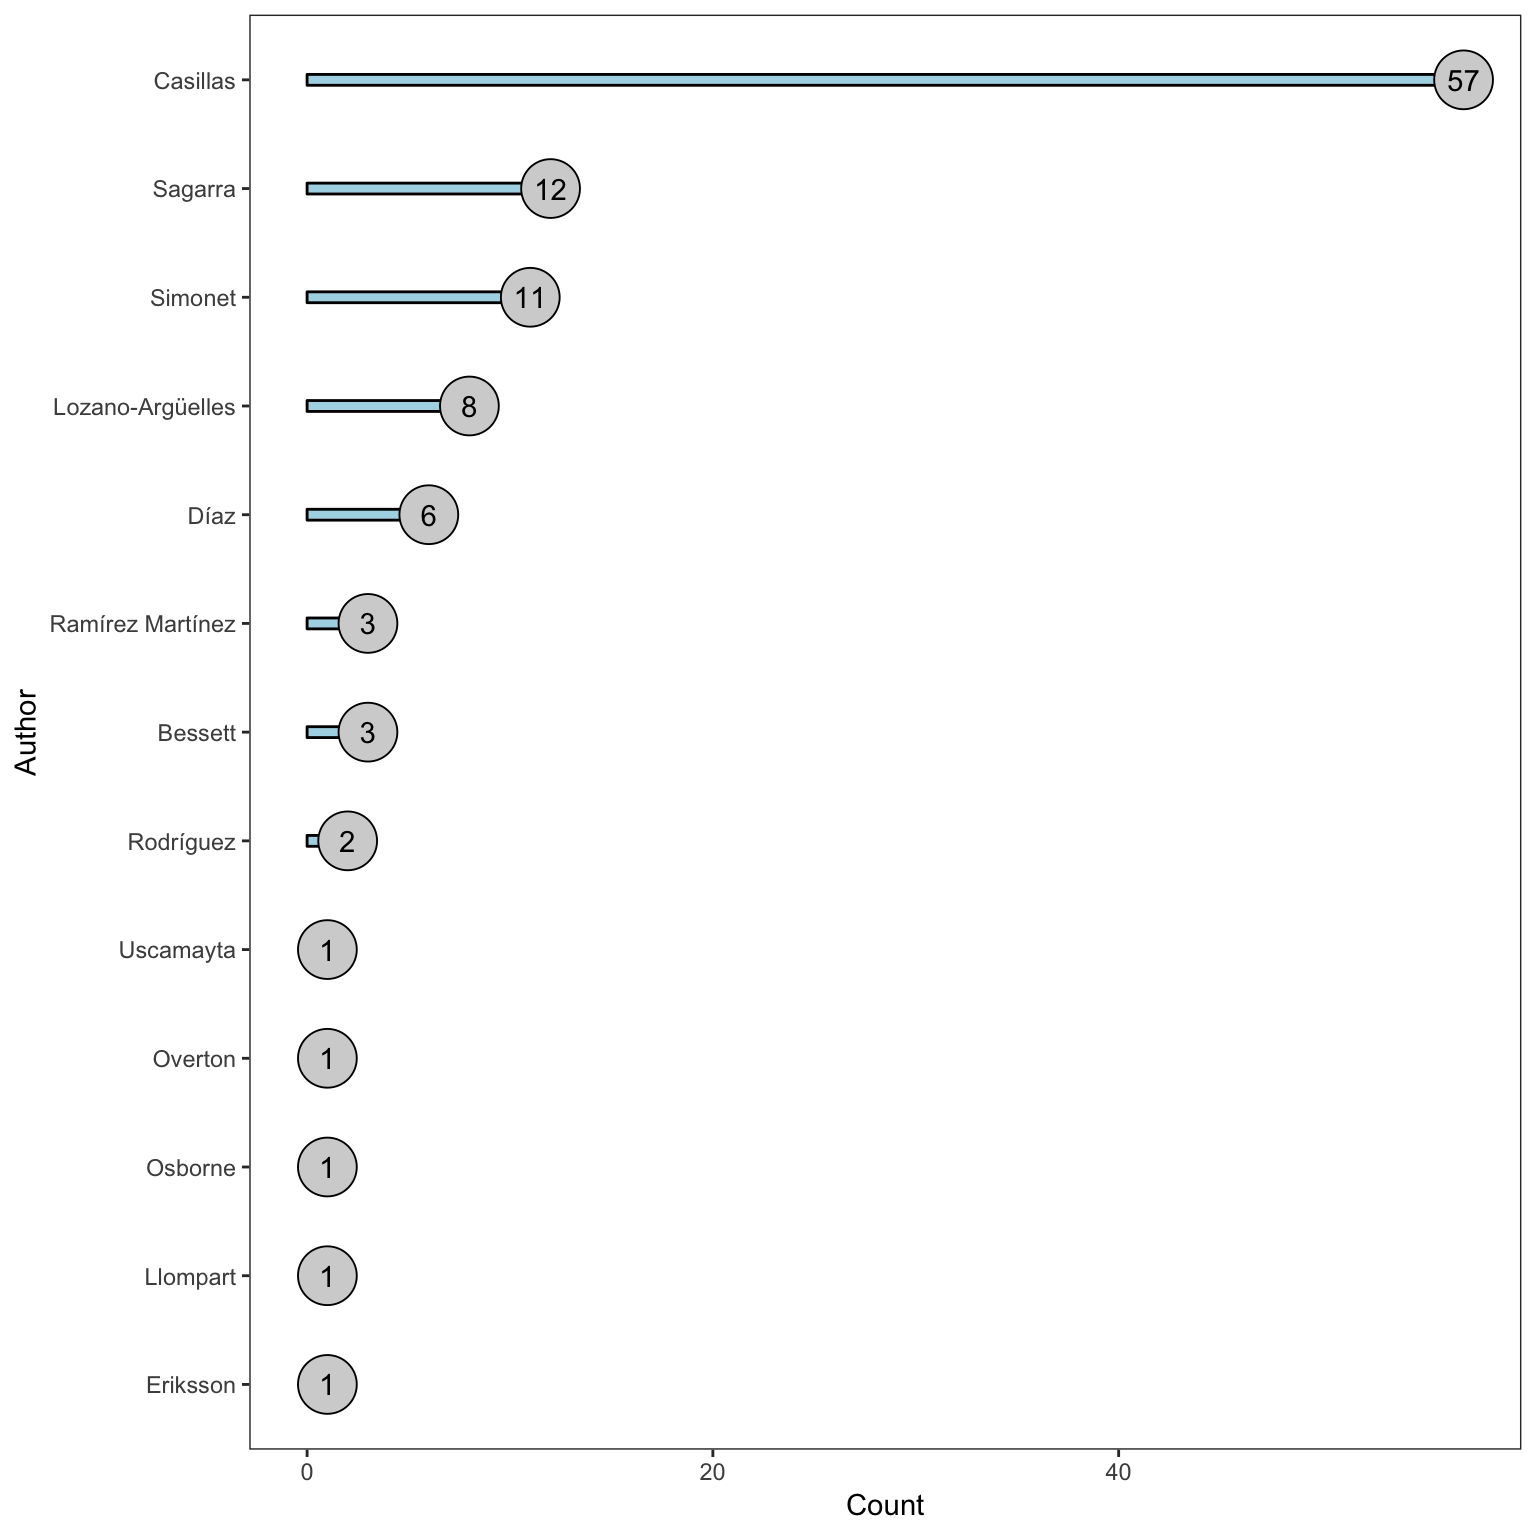 Casillas 57
Sagarra 12
Simonet 11
Lozano-Argüelles 8
Díaz 6
Ramírez Martínez 3
Bessett 3
Rodríguez 2
Uscamayta 1
Overton 1
Osborne 1
Llompart 1
Eriksson 1
Author
0 20 40
Count